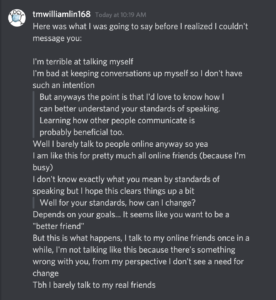 tmwilliamlin168 Today at 10:19 AM
Here was what I was going to say before I realized I couldn't
message you:
I'm terrible at talking myself
I'm bad at keeping conversations up myself so I don't have
such an intention
But anyways the point is that I'd love to know how I
can better understand your standards of speaking.
Learning how other people communicate is
probably beneficial too.
Well I barely talk to people online anyway so yea
I am like this for pretty much all online friends (because I'm
busy)
I don't know exactly what you mean by standards of
speaking but I hope this clears things up a bit
Well for your standards, how can I change?
Depends on your goals... It seems like you want to be a
"better friend"
But this is what happens, I talk to my online friends once in a
while, I'm not talking like this because there's something
wrong with you, from my perspective I don't see a need for
change
Tbh I barely talk to my real friends